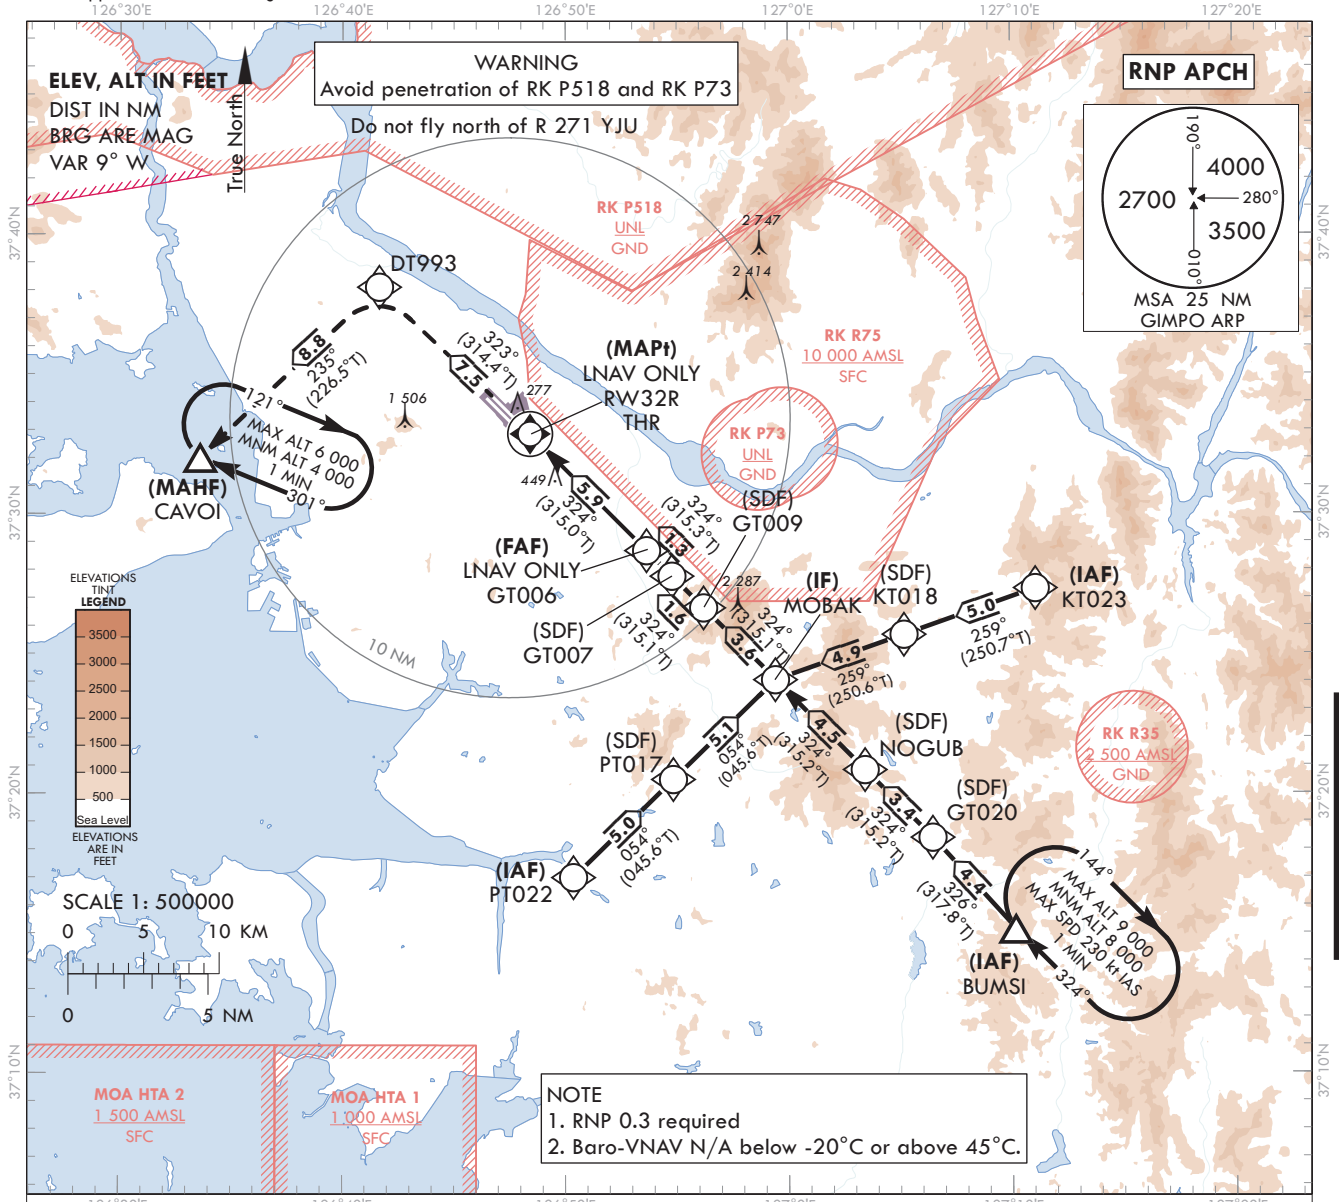 126°30'E
126°40'E
126°50'E
127°0'E
127°10'E
127°20'E
ELEV, ALT IN FEET
DIST IN NM
BRG ARE MAG
VAR 9° W
True North
WARNING
Avoid penetration of RK P518 and RK P73
Do not fly north of R 271 YJU
RNP APCH
190°
4000
2700
280°
3500
010°
MSA 25 NM
GIMPO ARP
37°40'N
37°40'N
RK P518
UNL
GND
2 747
2 414
DT993
8.8
235°
(226.5°T)
323°
(314.4°T)
7.5
277
(MAPt)
LNAV ONLY
RW32R
THR
RK R75
10 000 AMSL
SFC
1 506
121°
MAX ALT 6 000
MNM ALT 4 000
1 MIN
301°
(MAHF)
CAVOI
RK P73
UNL
GND
449
5.9
324°
(315.0°T)
37°30'N
37°30'N
(SDF)
GT009
324°
(315.3°T)
1.3
(FAF)
LNAV ONLY
GT006
(SDF)
GT007
1.6
324°
(315.1°T)
2 287
324°
(315.1°T)
3.6
(IF)
MOBAK
(SDF)
KT018
(IAF)
KT023
5.0
259°
(250.7°T)
4.9
259°
(250.6°T)
10 NM
ELEVATIONS
TINT
LEGEND
3500
3000
2500
2000
1500
1000
500
Sea Level
ELEVATIONS
ARE IN
FEET
(SDF)
PT017
5.1
054°
(045.6°T)
4.5
324°
(315.2°T)
(SDF)
NOGUB
RK R35
2 500 AMSL
GND
37°20'N
37°20'N
3.4
324°
(315.2°T)
(SDF)
GT020
5.0
054°
(045.6°T)
(IAF)
PT022
4.4
326°
(317.8°T)
144°
MAX ALT 9 000
MNM ALT 8 000
MAX SPD 230 kt IAS
1 MIN
324°
(IAF)
BUMSI
SCALE 1: 500000
0 5 10 KM
0 5 NM
37°10'N
37°10'N
MOA HTA 2
1 500 AMSL
SFC
MOA HTA 1
1 000 AMSL
SFC
NOTE
1. RNP 0.3 required
2. Baro-VNAV N/A below -20°C or above 45°C.